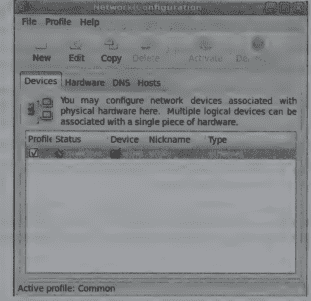 Network Configuration
File Profile Help
New Edit Copy Delete Activate
Devices Hardware DNS Hosts
You may configure network devices associated with
physical hardware here. Multiple logical devices can be
associated with a single piece of hardware.
Profile Status Device Nickname Type
Active profile: Common